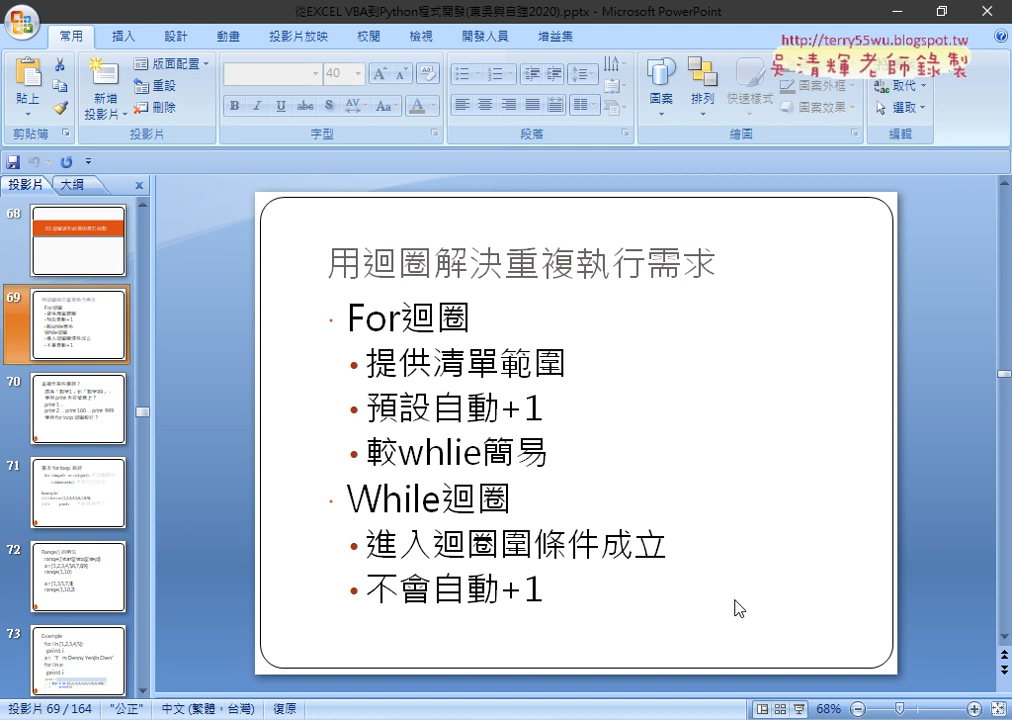 從EXCEL VBA到Python程式開發(東吳與自強2020).pptx - Microsoft PowerPoint
常用 插入 設計 動畫 投影片放映 校閱 檢視 開發人員 增益集
http://terry55wu.blogspot.tw
吳清輝老師錄製
貼上 新增投影片 版面配置 重設 刪除 40 圖案 排列 快速樣式 圖案外框 圖案效果 取代 選取
剪貼簿 投影片 字型 段落 繪圖 編輯
投影片 大綱
68
69
70
71
72
73
用迴圈解決重複執行需求
For迴圈
提供清單範圍
預設自動+1
較whlie簡易
While迴圈
進入迴圈圍條件成立
不會自動+1
投影片 69 / 164 "公正" 中文 (繁體，台灣) 復原 68%